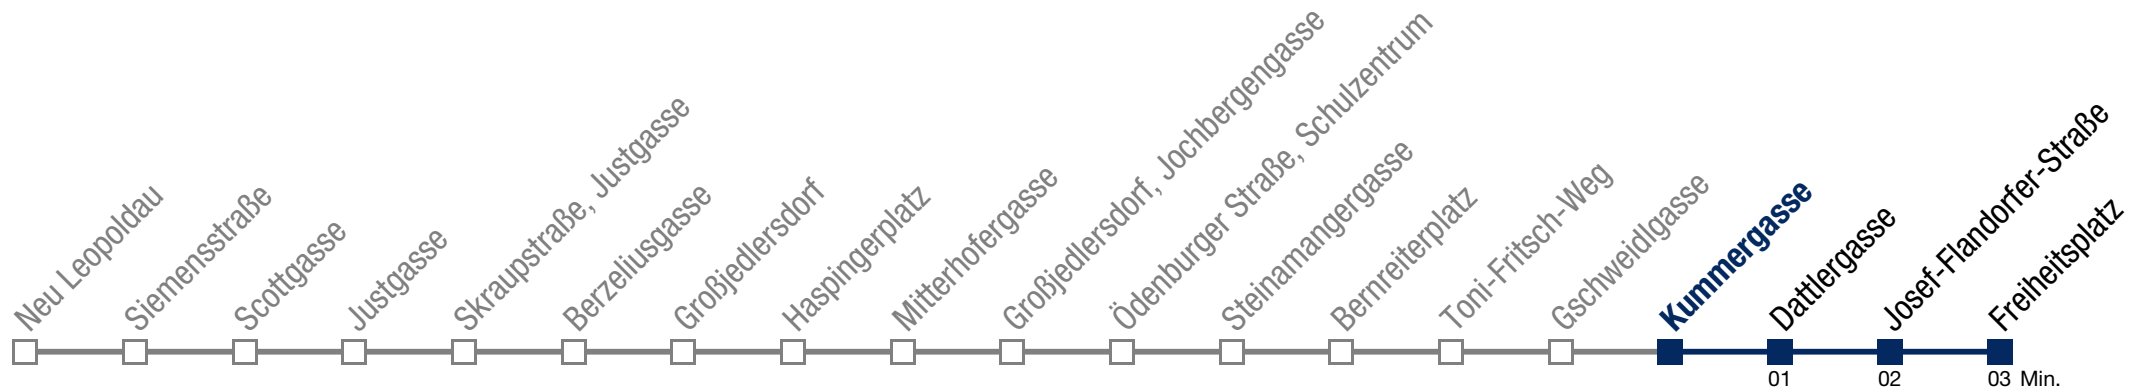 Neu Leopoldau
Siemensstraße
Scottgasse
Justgasse
Skraupstraße, Justgasse
Berzeliusgasse
Großjedlersdorf
Haspingerplatz
Mitterhofergasse
Großjedlersdorf, Jochbergengasse
Ödenburger Straße, Schulzentrum
Steinamangergasse
Bernreiterplatz
Toni-Fritsch-Weg
Gschweidlgasse
Kummergasse
Dattlergasse
Josef-Flandorfer-Straße
Freiheitsplatz
01 02 03 Min.